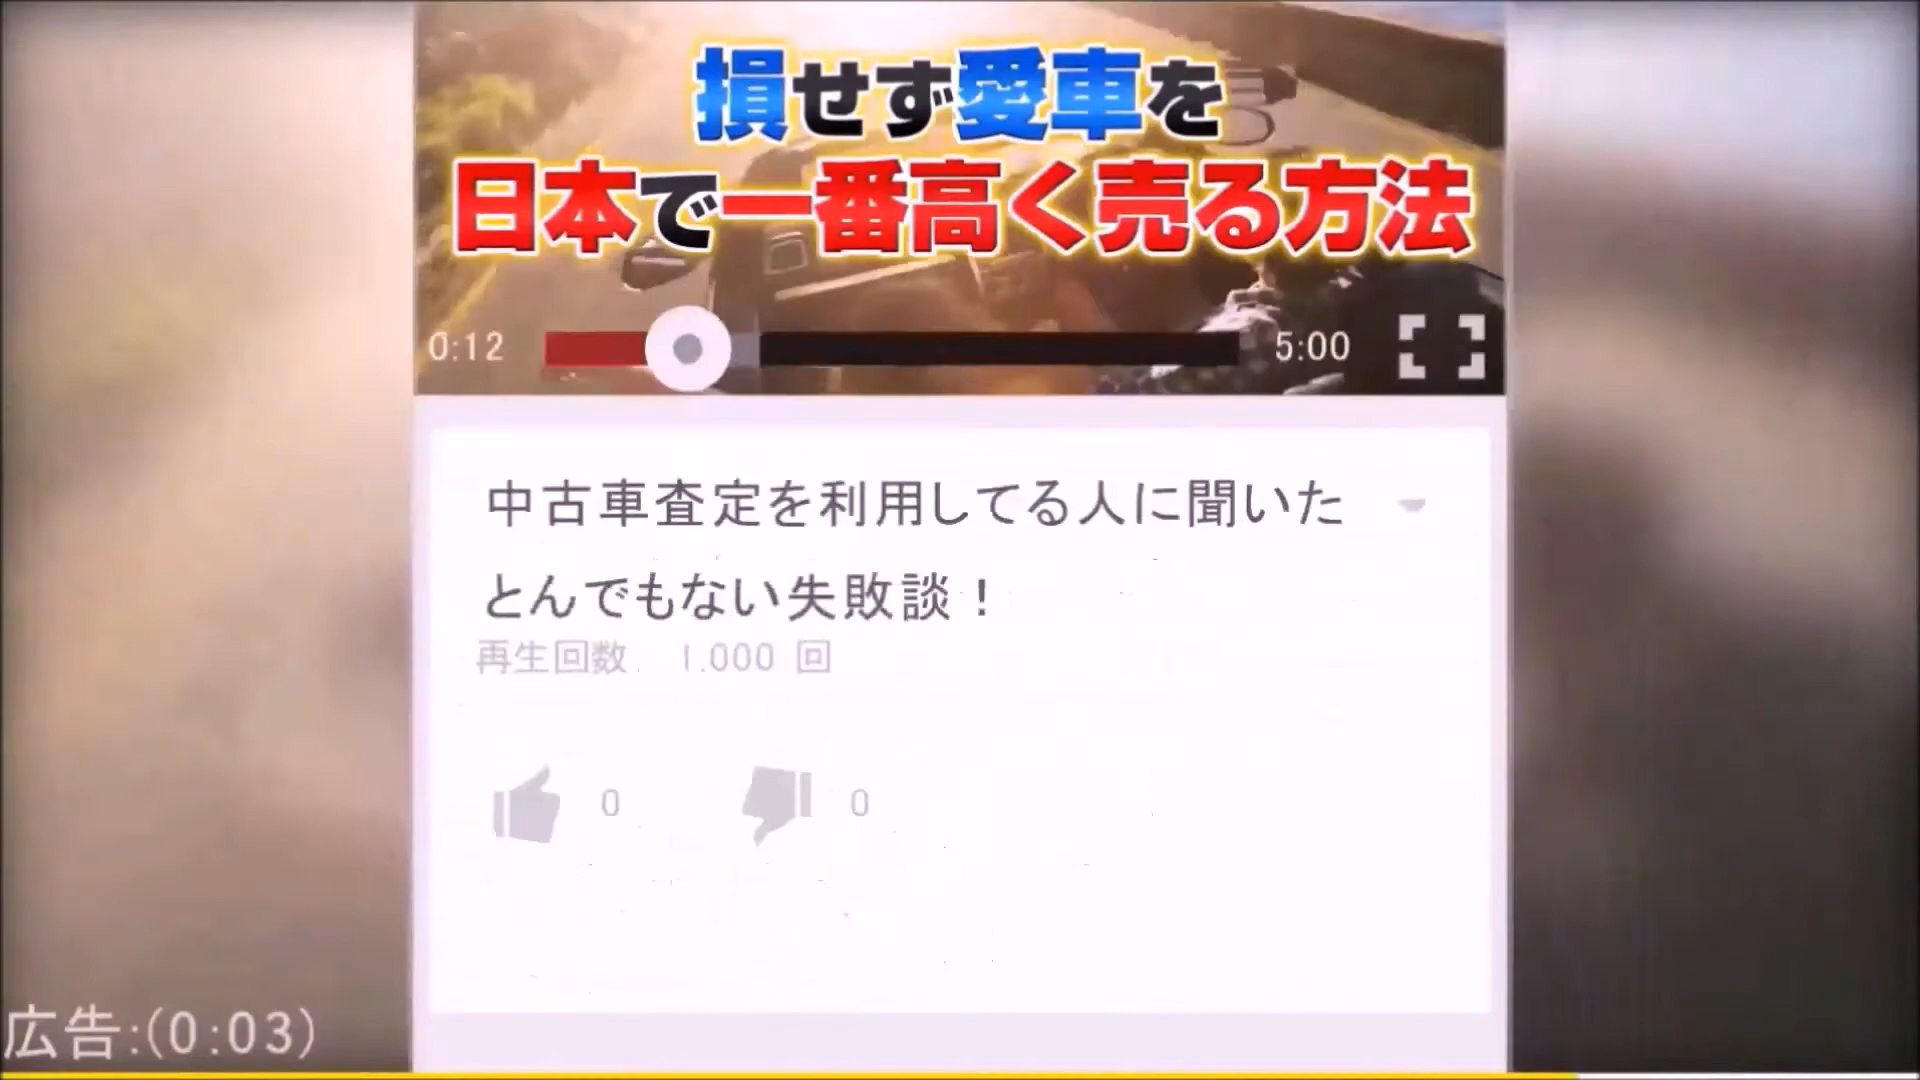 損せず愛車を
日本で一番高く売る方法
0:12
5:00
中古車査定を利用してる人に聞いた
とんでもない失敗談！
再生回数 1.000 回
0
0
広告:(0:03)